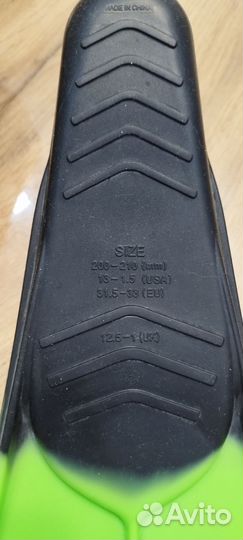 MADE IN CHINA
SIZE
200-210(mm)
13-1.5 (USA)
31.5-33(EU)
12.5-1(UK)
Avito